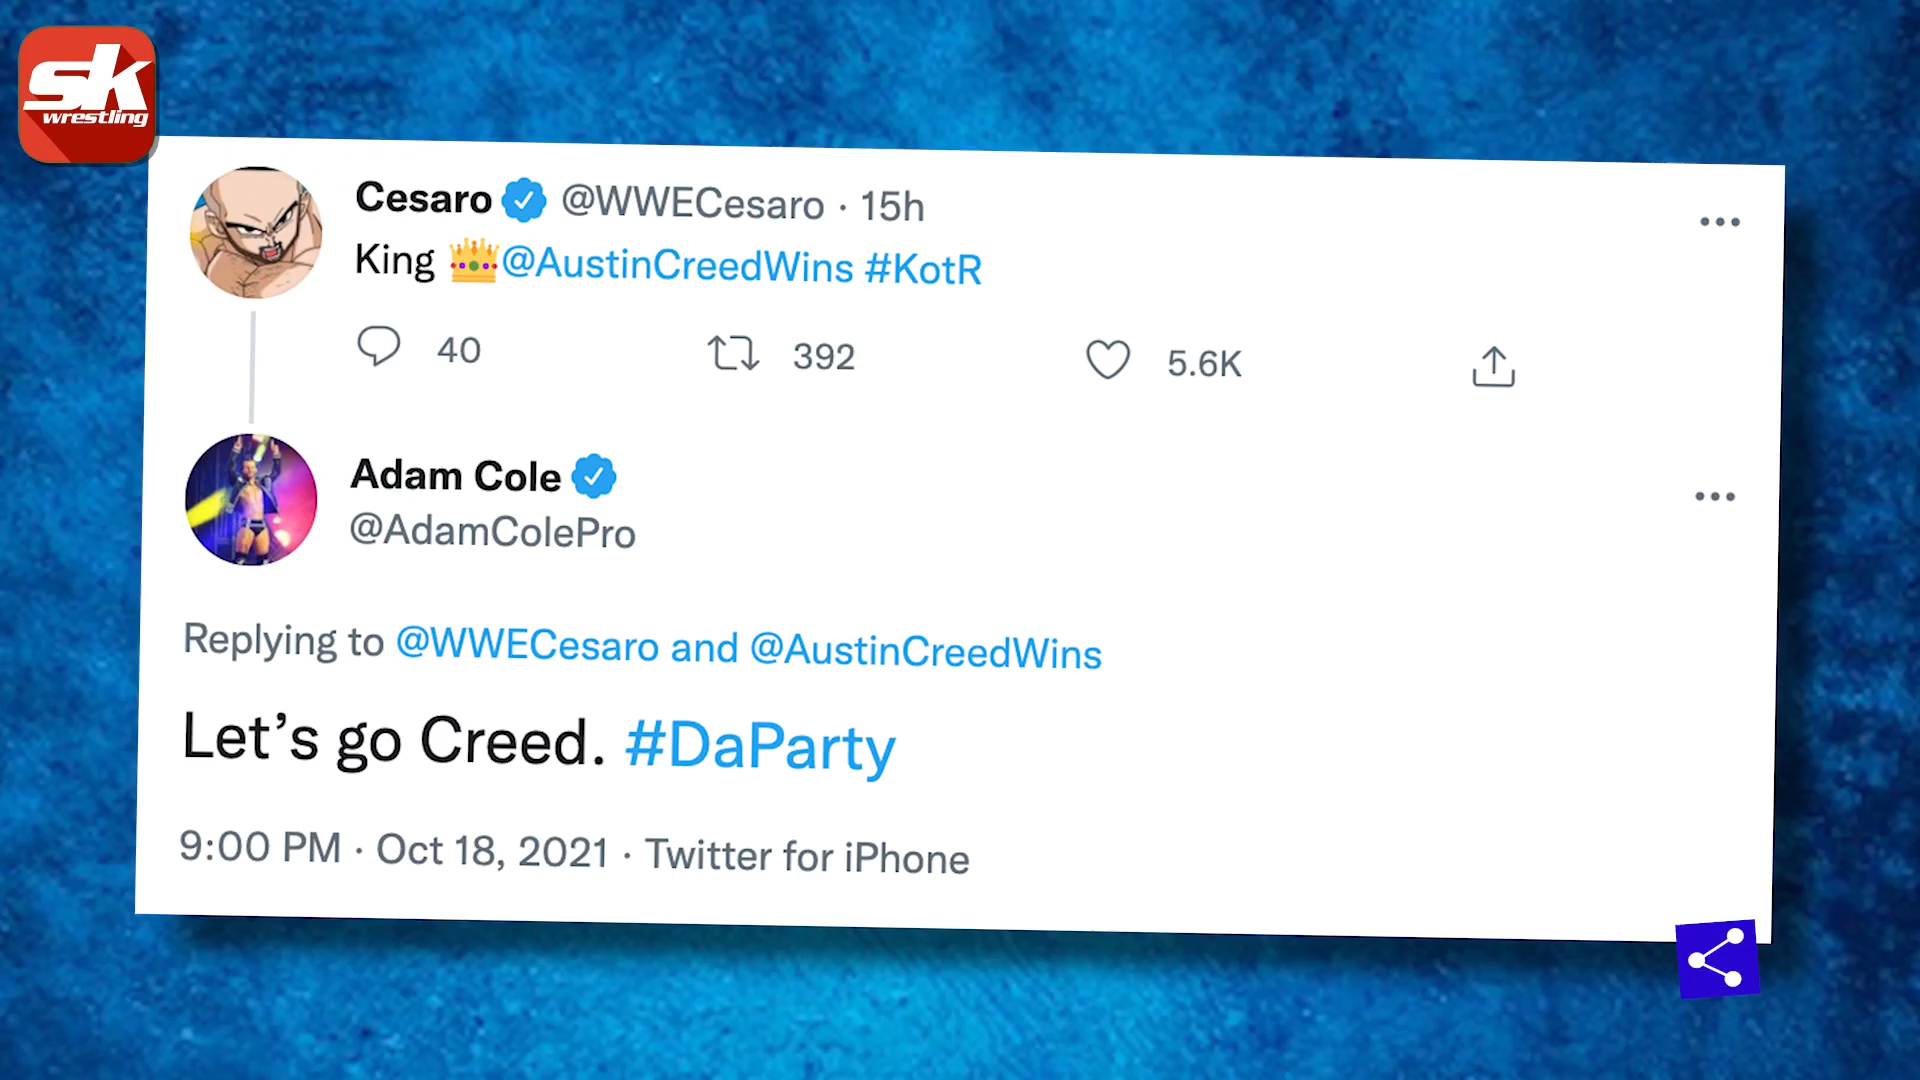 sk
wrestling
Cesaro @WWECesaro · 15h
King 👑@AustinCreedWins #KotR
40 392 5.6K
Adam Cole
@AdamColePro
Replying to @WWECesaro and @AustinCreedWins
Let’s go Creed. #DaParty
9:00 PM · Oct 18, 2021 · Twitter for iPhone